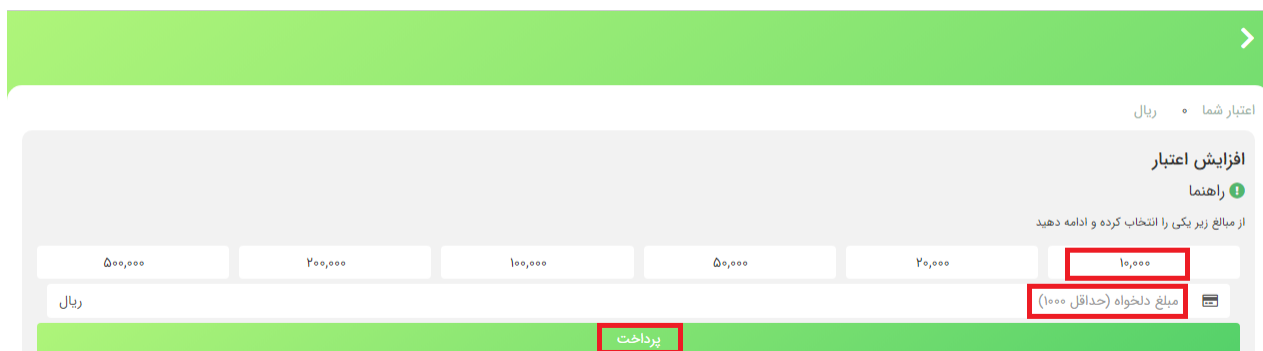 اعتبار شما ۰ ریال
افزایش اعتبار
راهنما
از مبالغ زیر یکی را انتخاب کرده و ادامه دهید
۱۰,۰۰۰ ۲۰,۰۰۰ ۵۰,۰۰۰ ۱۰۰,۰۰۰ ۲۰۰,۰۰۰ ۵۰۰,۰۰۰
مبلغ دلخواه (حداقل ۱۰۰۰) ریال
پرداخت